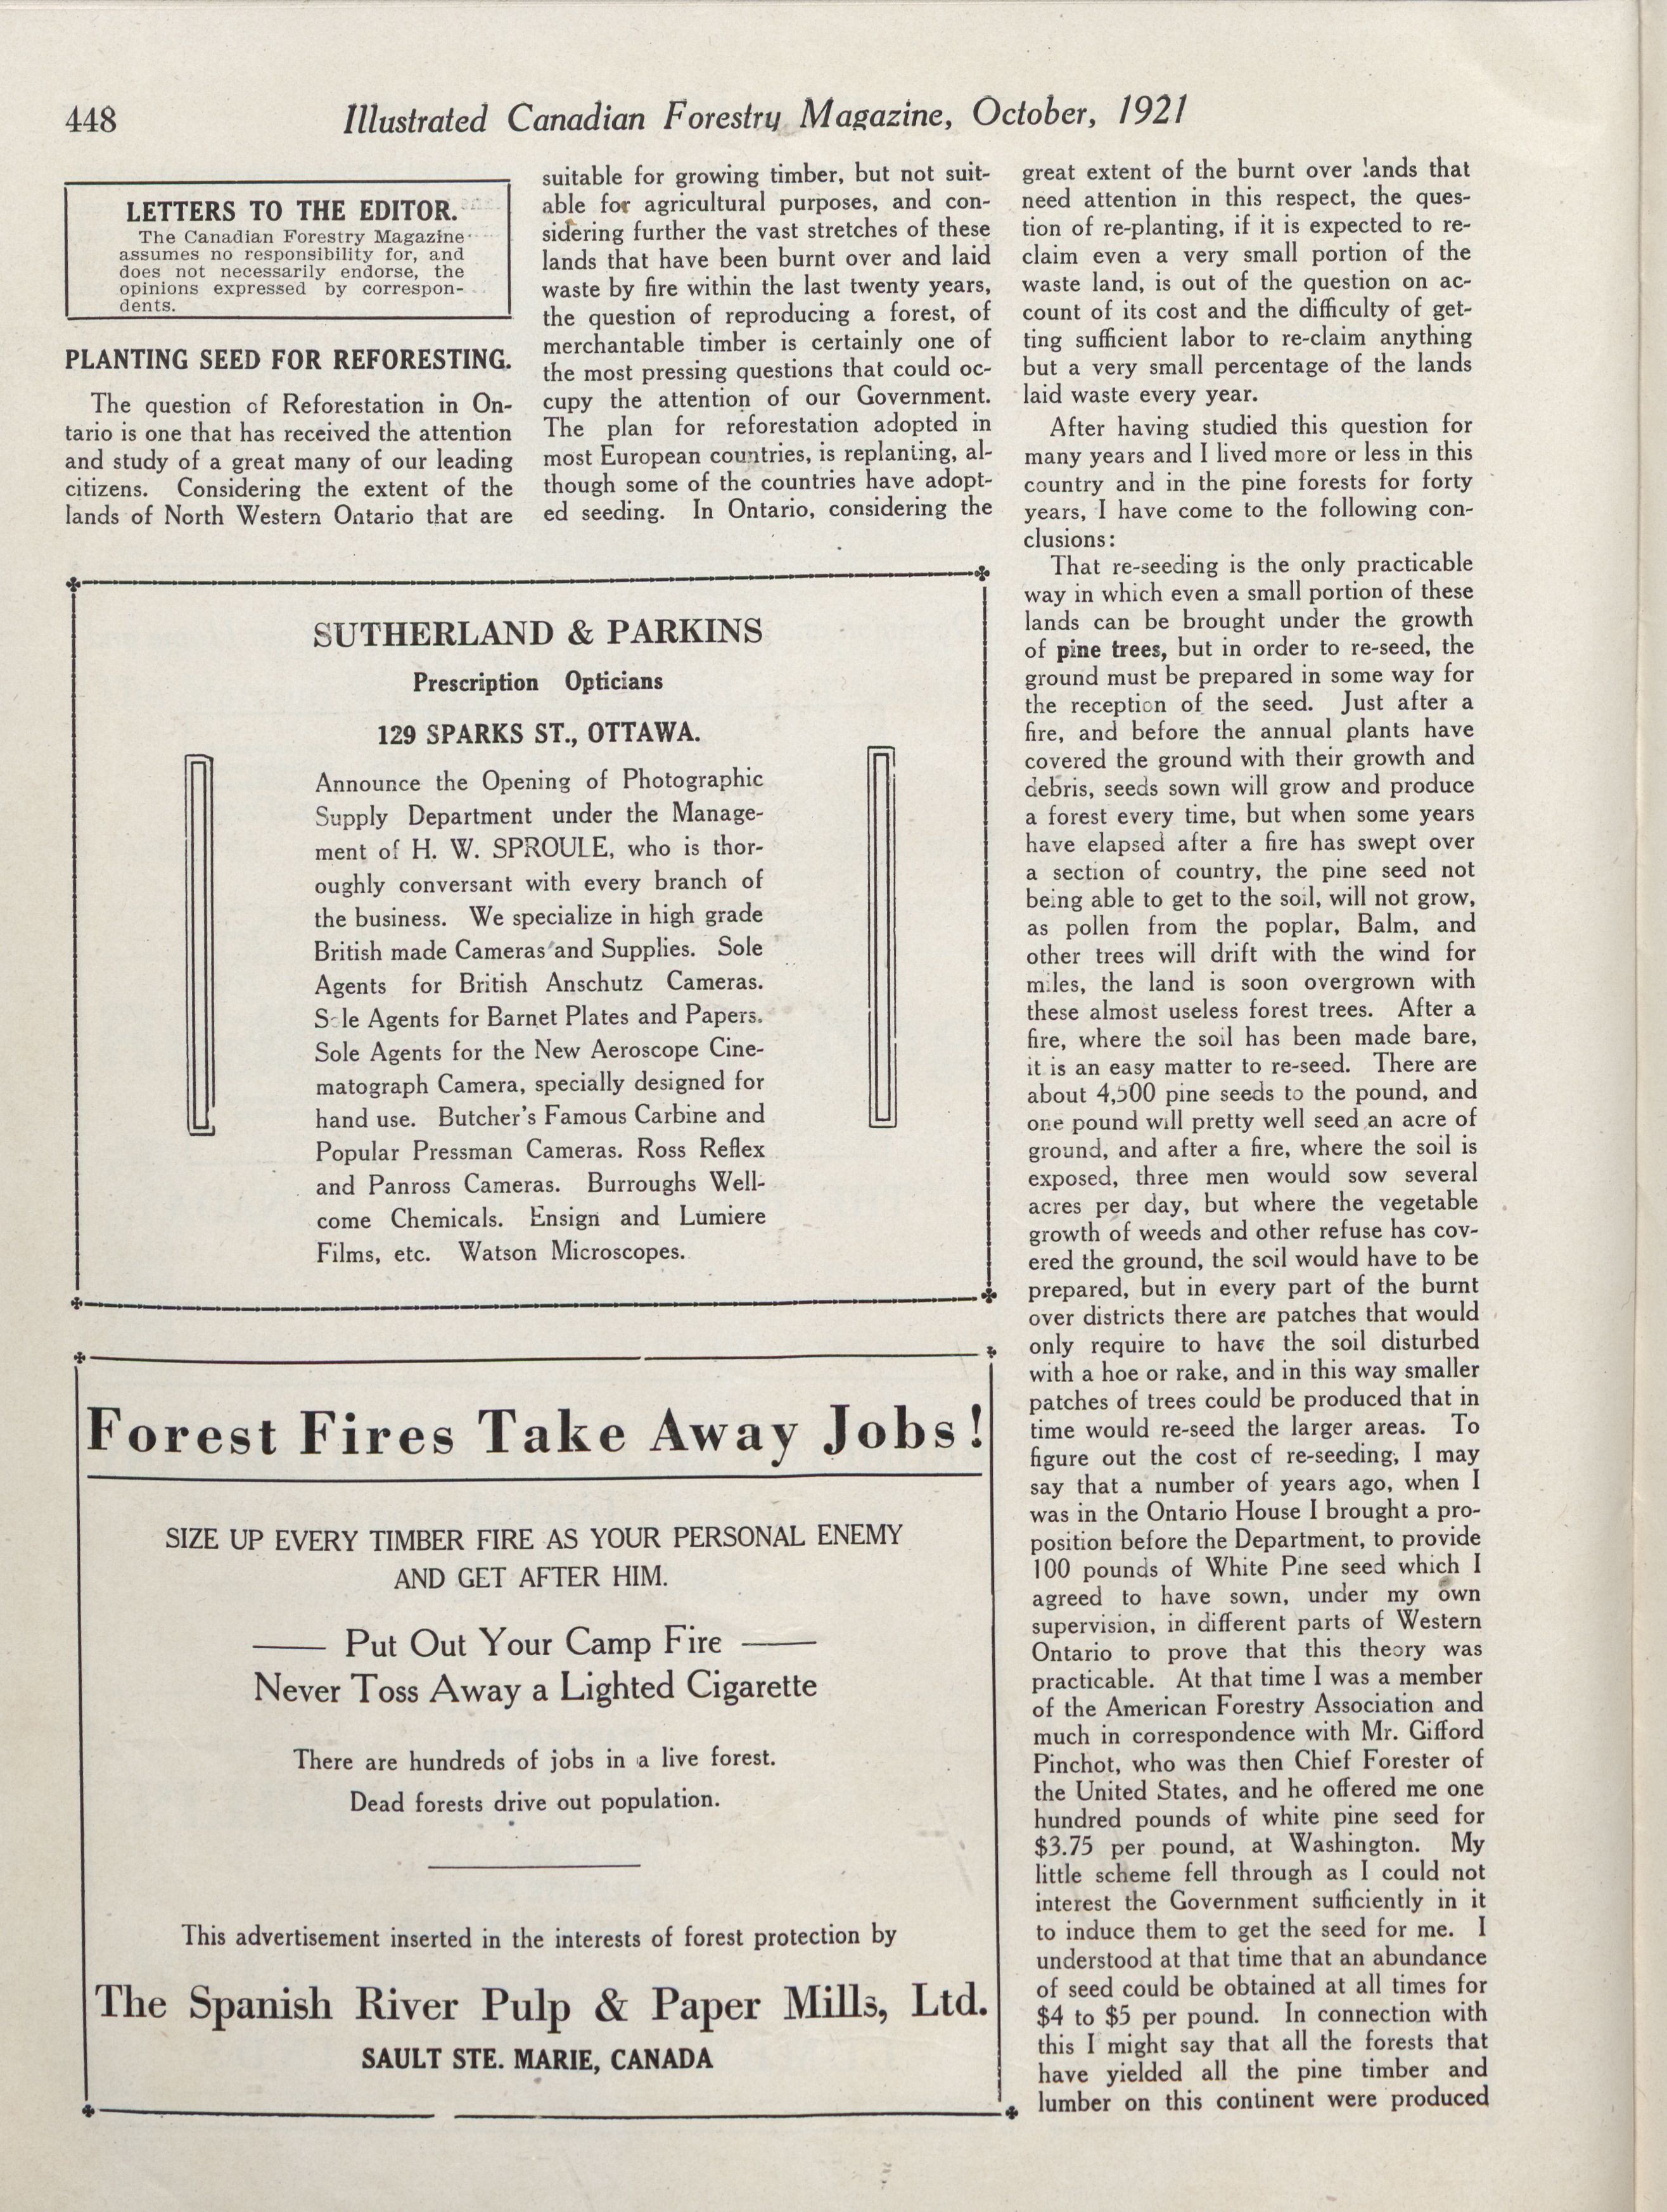 448
Illustrated Canadian Forestry Magazine, October, 1921
LETTERS TO THE EDITOR.
The Canadian Forestry Magazine
assumes no responsibility for, and
does not necessarily endorse, the
opinions expressed by correspon-
dents.
PLANTING SEED FOR REFORESTING.
The question of Reforestation in On-
tario is one that has received the attention
and study of a great many of our leading
citizens. Considering the extent of the
lands of North Western Ontario that are
suitable for growing timber, but not suit-
able for agricultural purposes, and con-
sidering further the vast stretches of these
lands that have been burnt over and laid
waste by fire within the last twenty years,
the question of reproducing a forest, of
merchantable timber is certainly one of
the most pressing questions that could oc-
cupy the attention of our Government.
The plan for reforestation adopted in
most European countries, is replanting, al-
though some of the countries have adopt-
ed seeding. In Ontario, considering the
great extent of the burnt over lands that
need attention in this respect, the ques-
tion of re-planting, if it is expected to re-
claim even a very small portion of the
waste land, is out of the question on ac-
count of its cost and the difficulty of get-
ting sufficient labor to re-claim anything
but a very small percentage of the lands
laid waste every year.
After having studied this question for
many years and I lived more or less in this
country and in the pine forests for forty
years, I have come to the following con-
clusions:
That re-seeding is the only practicable
way in which even a small portion of these
lands can be brought under the growth
of pine trees, but in order to re-seed, the
ground must be prepared in some way for
the reception of the seed. Just after a
fire, and before the annual plants have
covered the ground with their growth and
debris, seeds sown will grow and produce
a forest every time, but when some years
have elapsed after a fire has swept over
a section of country, the pine seed not
being able to get to the soil, will not grow,
as pollen from the poplar, Balm, and
other trees will drift with the wind for
miles, the land is soon overgrown with
these almost useless forest trees. After a
fire, where the soil has been made bare,
it is an easy matter to re-seed. There are
about 4,500 pine seeds to the pound, and
one pound will pretty well seed an acre of
ground, and after a fire, where the soil is
exposed, three men would sow several
acres per day, but where the vegetable
growth of weeds and other refuse has cov-
ered the ground, the soil would have to be
prepared, but in every part of the burnt
over districts there are patches that would
only require to have the soil disturbed
with a hoe or rake, and in this way smaller
patches of trees could be produced that in
time would re-seed the larger areas. To
figure out the cost of re-seeding, I may
say that a number of years ago, when I
was in the Ontario House I brought a pro-
position before the Department, to provide
100 pounds of White Pine seed which I
agreed to have sown, under my own
supervision, in different parts of Western
Ontario to prove that this theory was
practicable. At that time I was a member
of the American Forestry Association and
much in correspondence with Mr. Gifford
Pinchot, who was then Chief Forester of
the United States, and he offered me one
hundred pounds of white pine seed for
$3.75 per pound, at Washington. My
little scheme fell through as I could not
interest the Government sufficiently in it
to induce them to get the seed for me. I
understood at that time that an abundance
of seed could be obtained at all times for
$4 to $5 per pound. In connection with
this I might say that all the forests that
have yielded all the pine timber and
lumber on this continent were produced
SUTHERLAND & PARKINS
Prescription Opticians
129 SPARKS ST., OTTAWA.
Announce the Opening of Photographic
Supply Department under the Manage-
ment of H. W. SPROULE, who is thor-
oughly conversant with every branch of
the business. We specialize in high grade
British made Cameras and Supplies. Sole
Agents for British Anschutz Cameras.
Sole Agents for Barnet Plates and Papers.
Sole Agents for the New Aeroscope Cine-
matograph Camera, specially designed for
hand use. Butcher's Famous Carbine and
Popular Pressman Cameras. Ross Reflex
and Panross Cameras. Burroughs Well-
come Chemicals. Ensign and Lumiere
Films, etc. Watson Microscopes.
Forest Fires Take Away Jobs!
SIZE UP EVERY TIMBER FIRE AS YOUR PERSONAL ENEMY
AND GET AFTER HIM.
Put Out Your Camp Fire
Never Toss Away a Lighted Cigarette
There are hundreds of jobs in a live forest.
Dead forests drive out population.
This advertisement inserted in the interests of forest protection by
The Spanish River Pulp & Paper Mills, Ltd.
SAULT STE. MARIE, CANADA